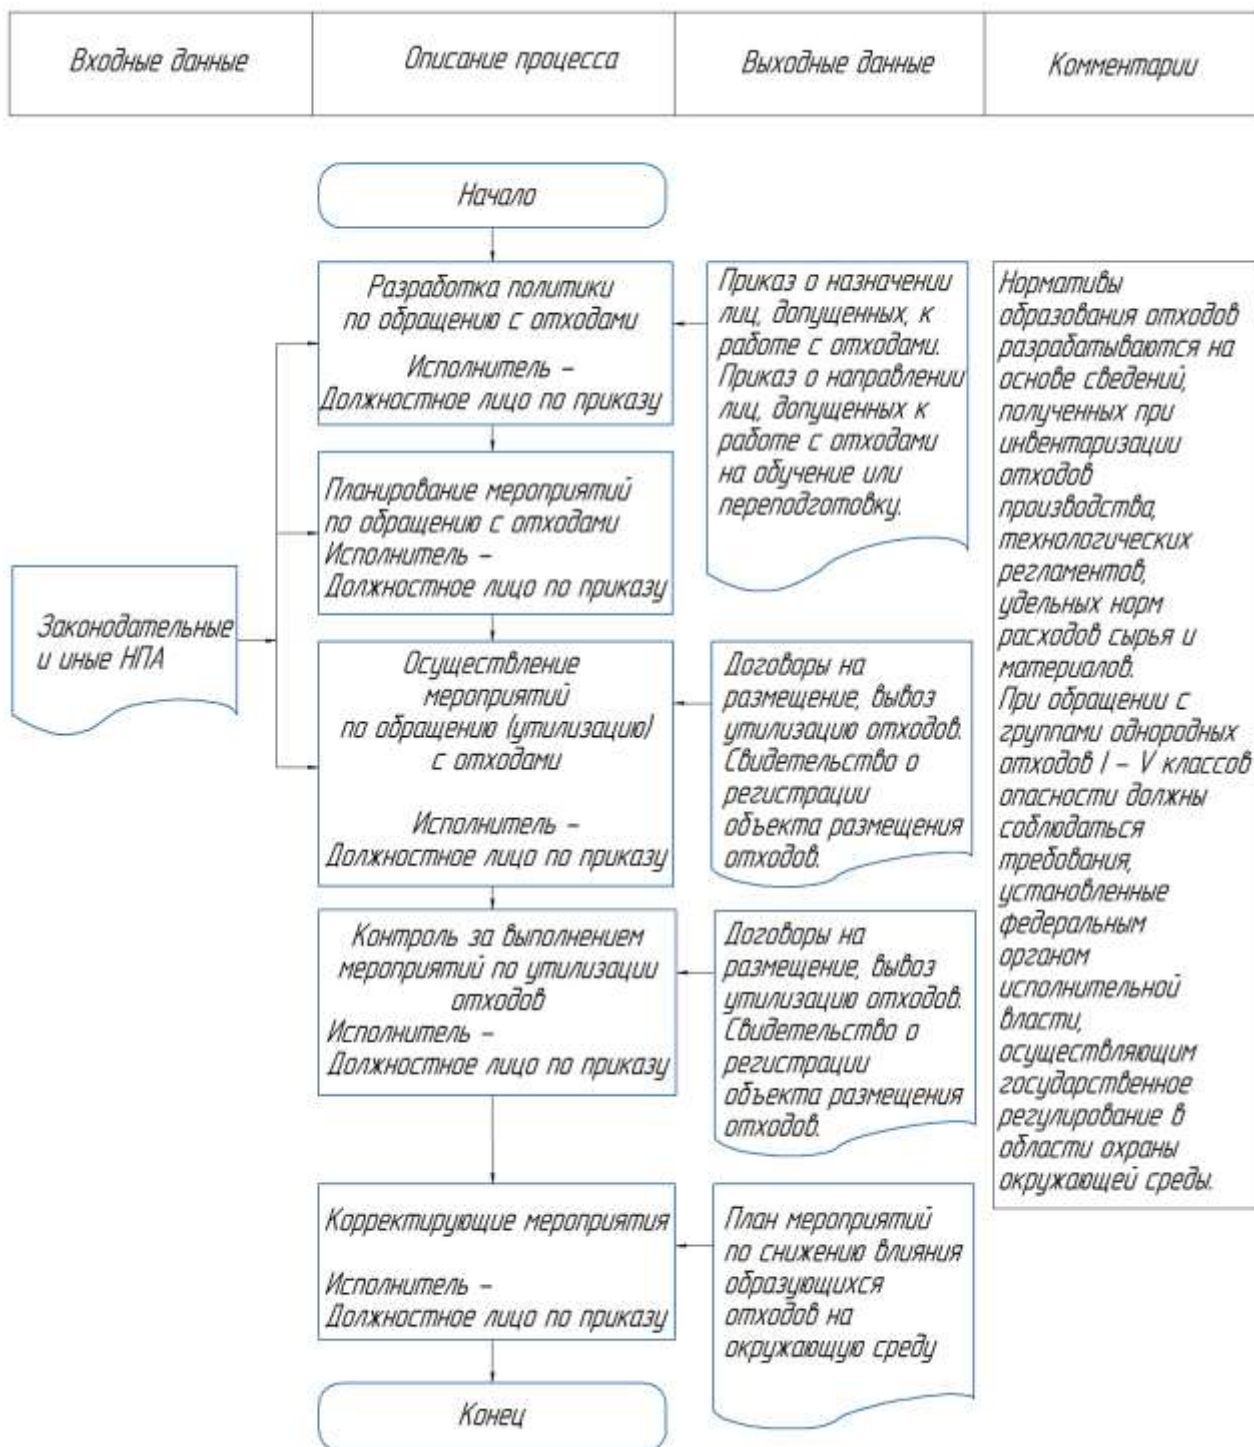 Входные данные
Описание процесса
Выходные данные
Комментарии
Начало
Разработка политики
по обращению с отходами
Исполнитель –
Должностное лицо по приказу
Приказ о назначении
лиц, допущенных, к
работе с отходами.
Приказ о направлении
лиц, допущенных к
работе с отходами
на обучение или
переподготовку.
Нормативы
образования отходов
разрабатываются на
основе сведений,
полученных при
инвентаризации
отходов
производства,
технологических
регламентов,
удельных норм
расходов сырья и
материалов.
При обращении с
группами однородных
отходов I – V классов
опасности должны
соблюдаться
требования,
установленные
федеральным
органом
исполнительной
власти,
осуществляющим
государственное
регулирование в
области охраны
окружающей среды.
Планирование мероприятий
по обращению с отходами
Исполнитель –
Должностное лицо по приказу
Законодательные
и иные НПА
Осуществление
мероприятий
по обращению (утилизацию)
с отходами
Исполнитель –
Должностное лицо по приказу
Договоры на
размещение, вывоз
утилизацию отходов.
Свидетельство о
регистрации
объекта размещения
отходов.
Контроль за выполнением
мероприятий по утилизации
отходов
Исполнитель –
Должностное лицо по приказу
Договоры на
размещение, вывоз
утилизацию отходов.
Свидетельство о
регистрации
объекта размещения
отходов.
Корректирующие мероприятия
Исполнитель –
Должностное лицо по приказу
План мероприятий
по снижению влияния
образующихся
отходов на
окружающую среду
Конец